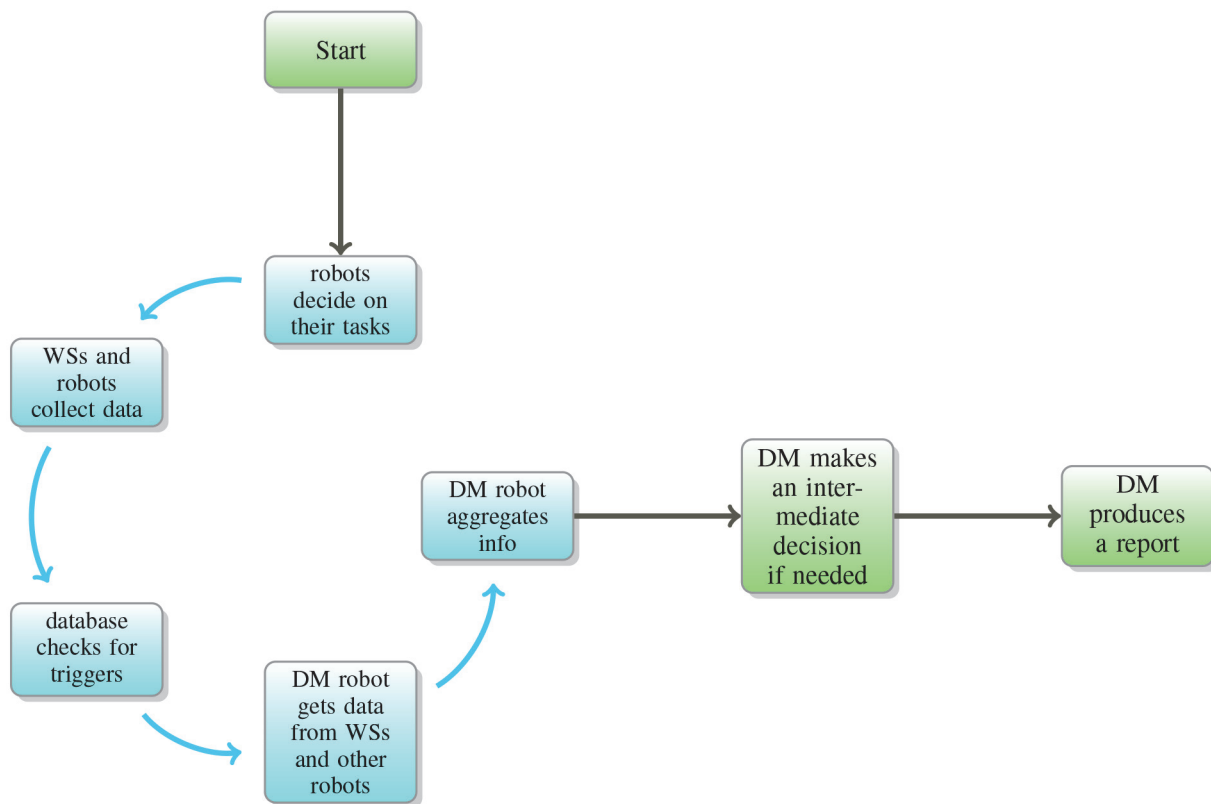 Start
robots
decide on
their tasks
WSs and
robots
collect data
database
checks for
triggers
DM robot
gets data
from WSs
and other
robots
DM robot
aggregates
info
DM makes
an inter-
mediate
decision
if needed
DM
produces
a report